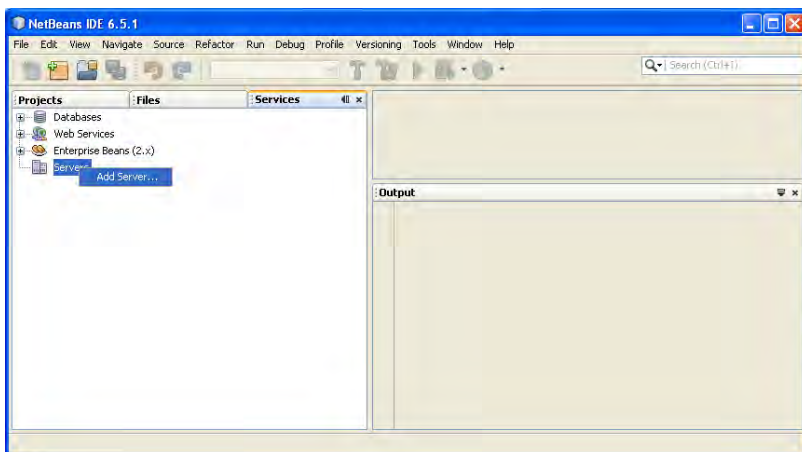 NetBeans IDE 6.5.1
File Edit View Navigate Source Refactor Run Debug Profile Versioning Tools Window Help
Search (Ctrl+I)
Projects Files Services
Databases
Web Services
Enterprise Beans (2.x)
Servers
Add Server...
Output